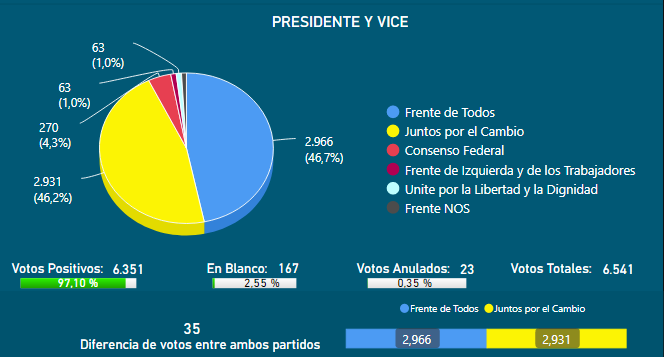 PRESIDENTE Y VICE
63
(1,0%)
63
(1,0%)
270
(4,3%)
2.931
(46,2%)
2.966
(46,7%)
Frente de Todos
Juntos por el Cambio
Consenso Federal
Frente de Izquierda y de los Trabajadores
Unite por la Libertad y la Dignidad
Frente NOS
Votos Positivos: 6.351
97,10 %
En Blanco: 167
2.55 %
Votos Anulados: 23
0.35 %
Votos Totales: 6.541
Frente de Todos Juntos por el Cambio
35
Diferencia de votos entre ambos partidos
2,966 2,931